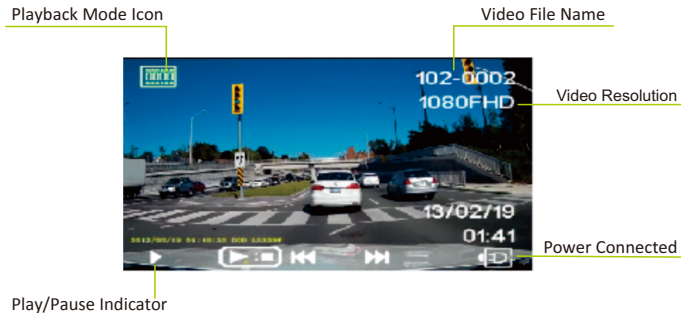 Playback Mode Icon
Video File Name
102-0002
1080FHD
Video Resolution
13/02/19
01:41
Power Connected
Play/Pause Indicator